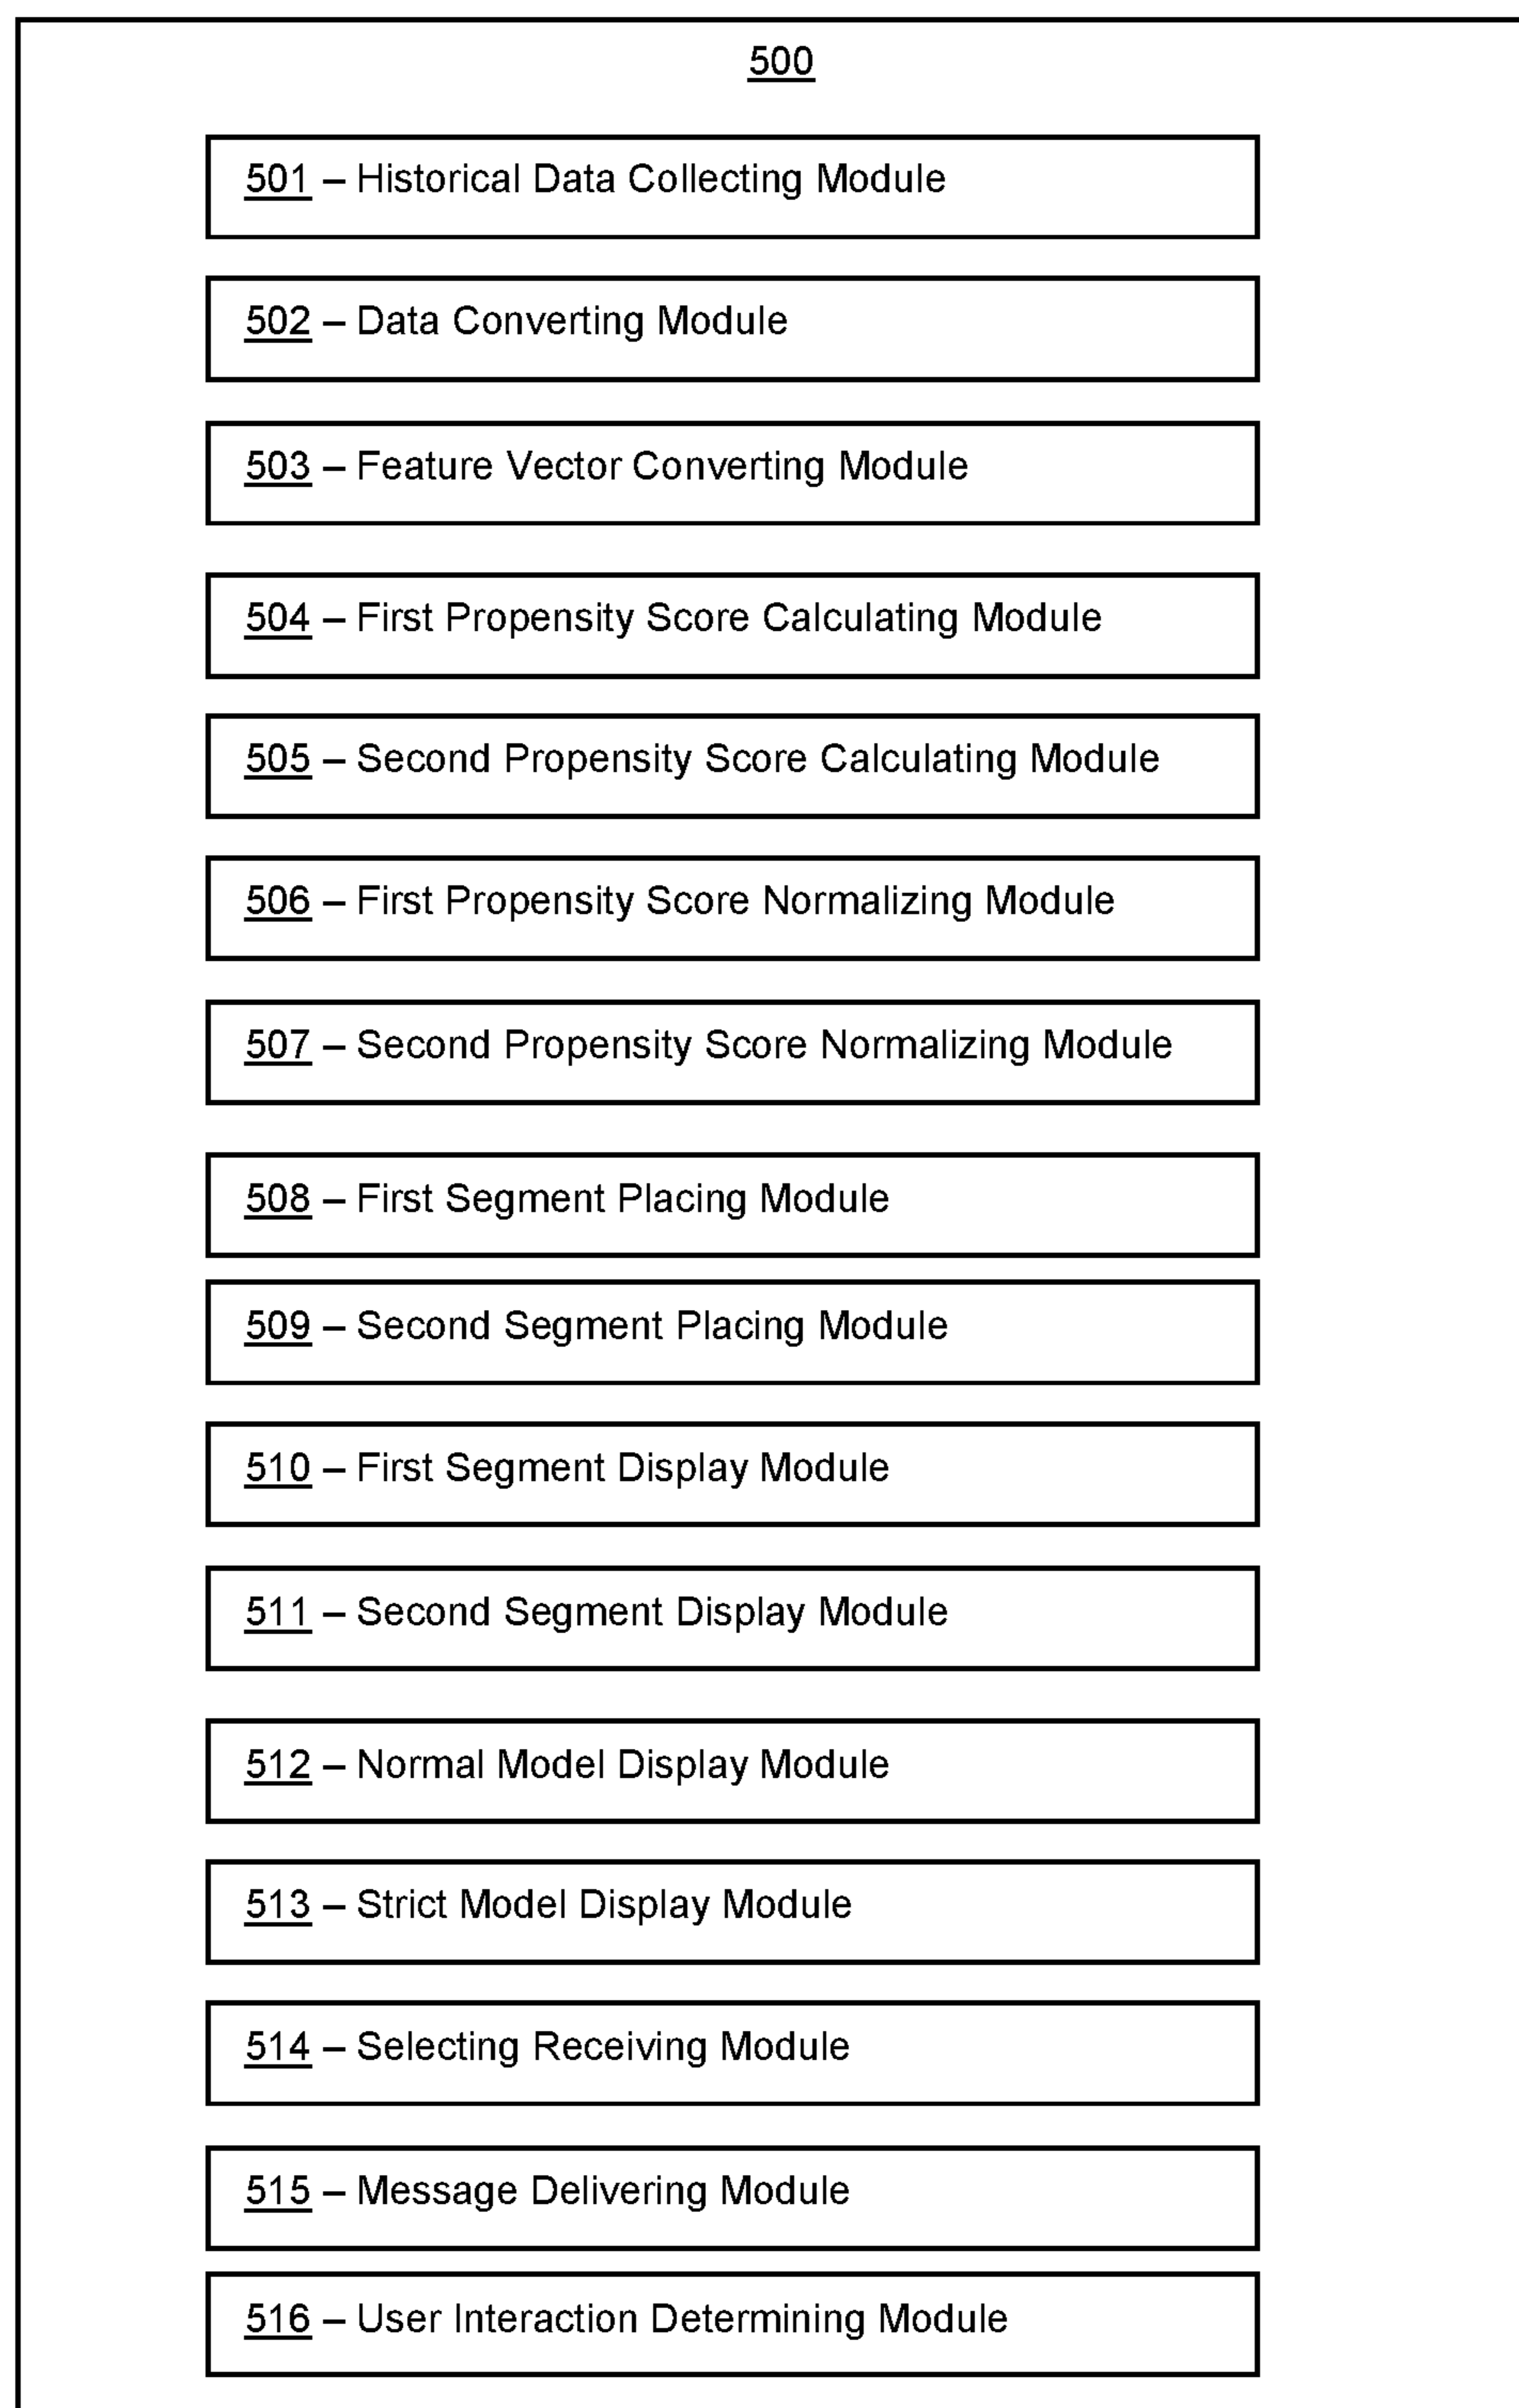 500
501 – Historical Data Collecting Module
502 – Data Converting Module
503 – Feature Vector Converting Module
504 – First Propensity Score Calculating Module
505 – Second Propensity Score Calculating Module
506 – First Propensity Score Normalizing Module
507 – Second Propensity Score Normalizing Module
508 – First Segment Placing Module
509 – Second Segment Placing Module
510 – First Segment Display Module
511 – Second Segment Display Module
512 – Normal Model Display Module
513 – Strict Model Display Module
514 – Selecting Receiving Module
515 – Message Delivering Module
516 – User Interaction Determining Module